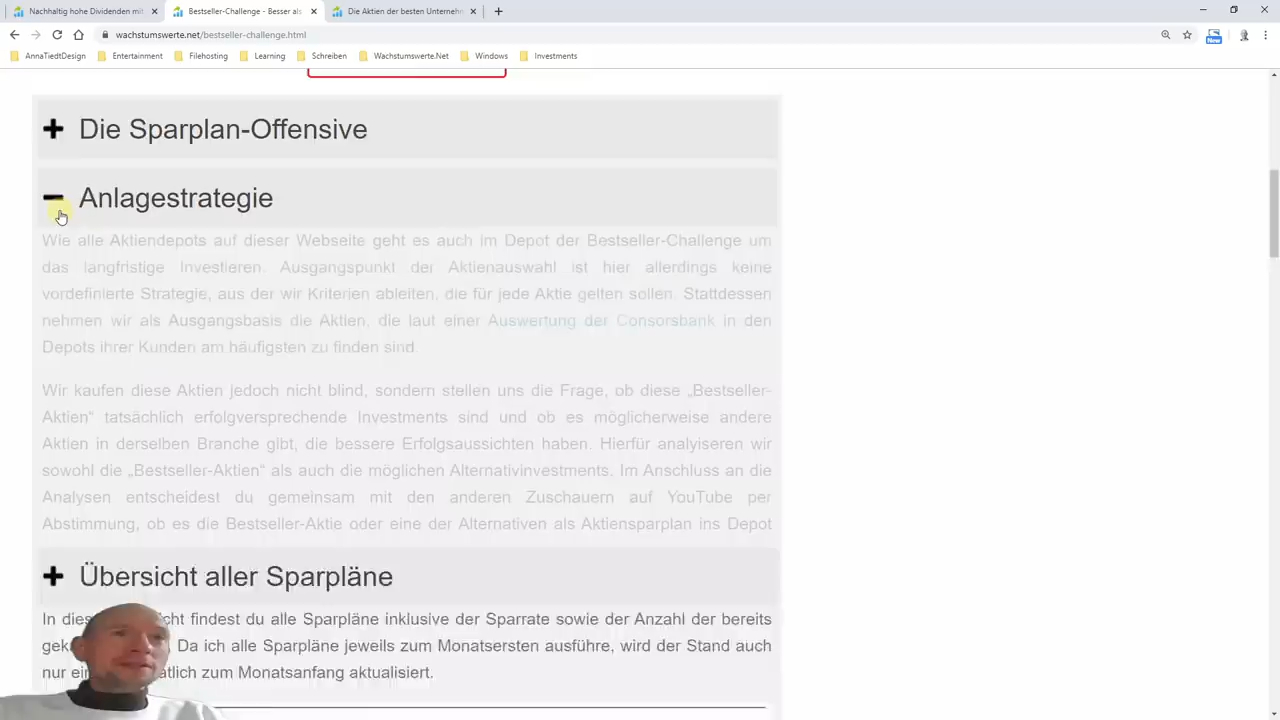 Nachhaltig hohe Dividenden mit
Bestseller-Challenge - Besser als
Die Aktien der besten Unternehm
wachstumswerte.net/bestseller-challenge.html
New
AnnaTiedtDesign
Entertainment
Filehosting
Learning
Schreiben
Wachstumswerte.Net
Windows
Investments
Die Sparplan-Offensive
Anlagestrategie
Wie alle Aktiendepots auf dieser Webseite geht es auch im Depot der Bestseller-Challenge um
das langfristige Investieren. Ausgangspunkt der Aktienauswahl ist hier allerdings keine
vordefinierte Strategie, aus der wir Kriterien ableiten, die für jede Aktie gelten sollen. Stattdessen
nehmen wir als Ausgangsbasis die Aktien, die laut einer Auswertung der Consorsbank in den
Depots ihrer Kunden am häufigsten zu finden sind.
Wir kaufen diese Aktien jedoch nicht blind, sondern stellen uns die Frage, ob diese „Bestseller-
Aktien“ tatsächlich erfolgversprechende Investments sind und ob es möglicherweise andere
Aktien in derselben Branche gibt, die bessere Erfolgsaussichten haben. Hierfür analyiseren wir
sowohl die „Bestseller-Aktien“ als auch die möglichen Alternativinvestments. Im Anschluss an die
Analysen entscheidest du gemeinsam mit den anderen Zuschauern auf YouTube per
Abstimmung, ob es die Bestseller-Aktie oder eine der Alternativen als Aktiensparplan ins Depot
Übersicht aller Sparpläne
In findest du alle Sparpläne inklusive der Sparrate sowie der Anzahl der bereits
Da ich alle Sparpläne jeweils zum Monatsersten ausführe, wird der Stand auch
nur zum Monatsanfang aktualisiert.